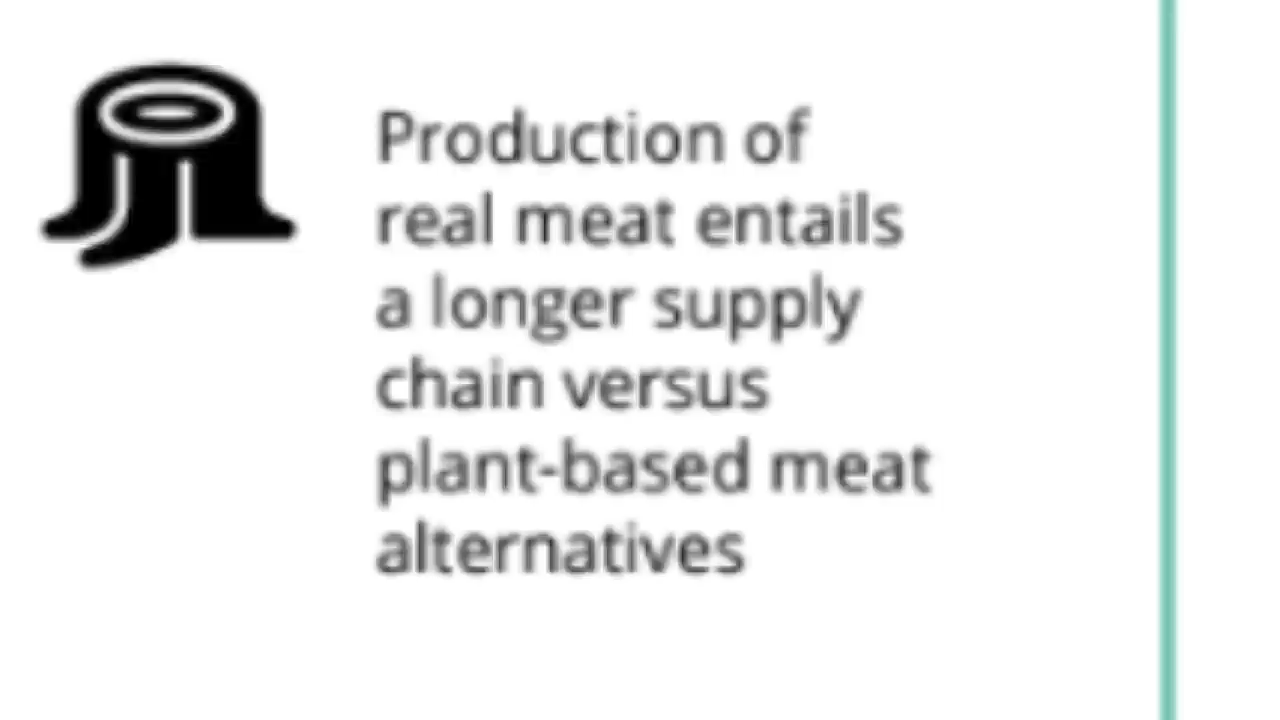 Production of
real meat entails
a longer supply
chain versus
plant-based meat
alternatives